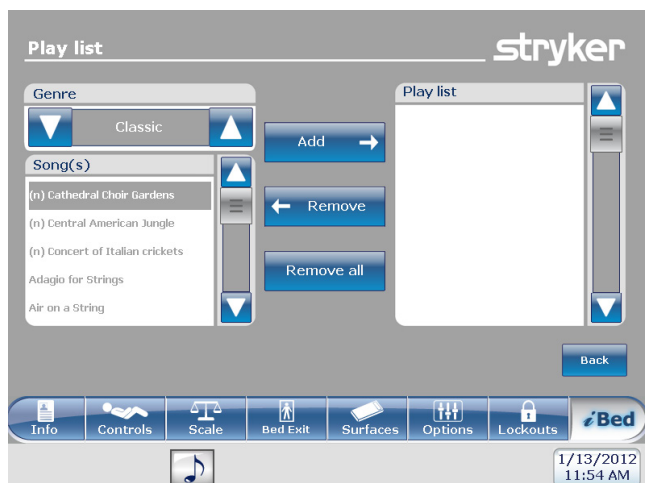 Play list
stryker
Genre
Classic
Song(s)
(n) Cathedral Choir Gardens
(n) Central American Jungle
(n) Concert of Italian crickets
Adagio for Strings
Air on a String
Add
Remove
Remove all
Play list
Back
Info
Controls
Scale
Bed Exit
Surfaces
Options
Lockouts
iBed
1/13/2012
11:54 AM